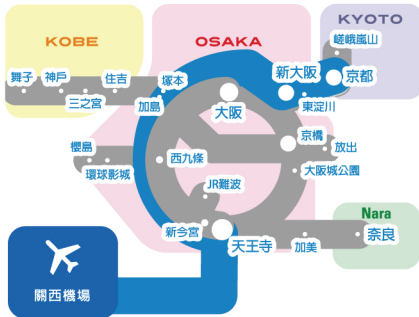 KOBE
OSAKA
KYOTO
嵯峨嵐山
舞子
神戶
住吉
塚本
新大阪
京都
三之宮
加島
大阪
東淀川
京橋
放出
櫻島
西九條
環球影城
大阪城公園
JR難波
Nara
新今宮
天王寺
加美
奈良
關西機場